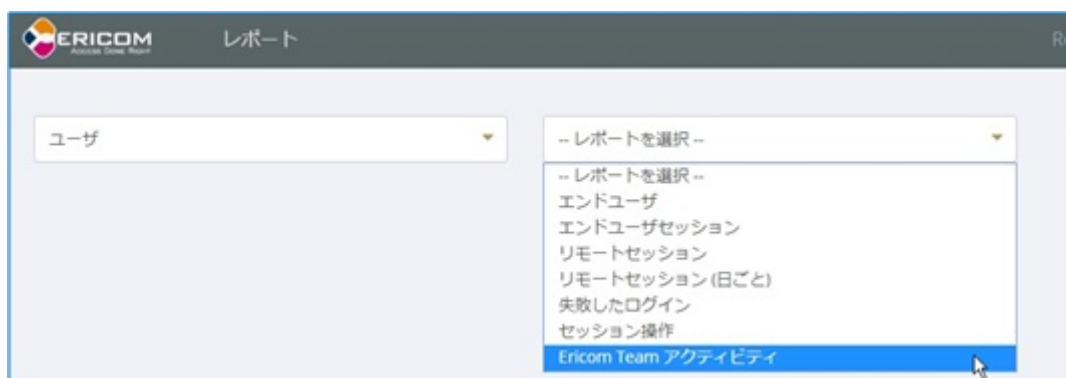 ERICOM
ACCESS DONE RIGHT
レポート
ユーザ
-- レポートを選択 --
-- レポートを選択 --
エンドユーザ
エンドユーザセッション
リモートセッション
リモートセッション (日ごと)
失敗したログイン
セッション操作
Ericom Team アクティビティ